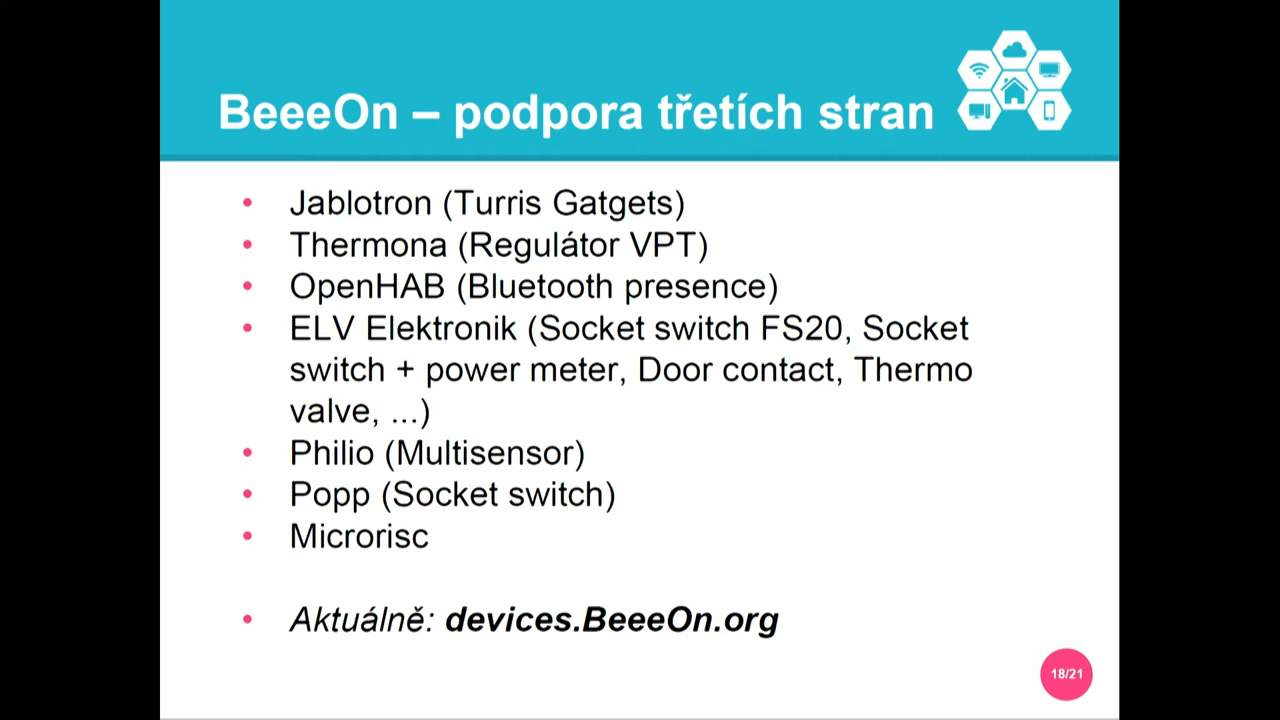 BeeeOn – podpora třetích stran
• Jablotron (Turris Gatgets)
• Thermona (Regulátor VPT)
• OpenHAB (Bluetooth presence)
• ELV Elektronik (Socket switch FS20, Socket
switch + power meter, Door contact, Thermo
valve, ...)
• Philio (Multisensor)
• Popp (Socket switch)
• Microrisc
• Aktuálně: devices.BeeeOn.org
18/21